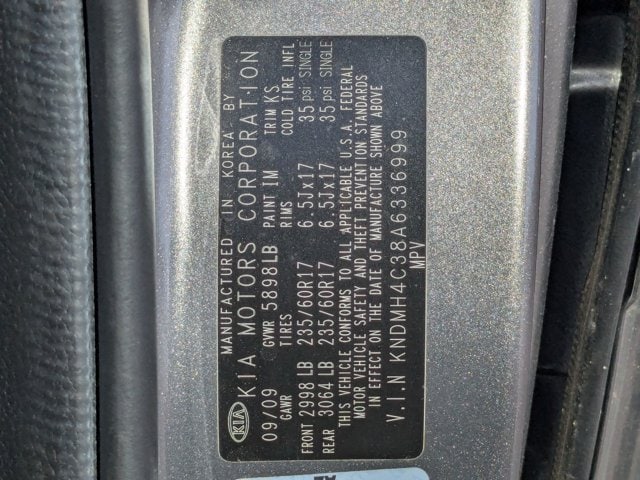 MANUFACTURED IN KOREA BY
KIA KIA MOTORS CORPORATION
09/09 GVWR 5898LB PAINT IM TRIM KS
GAWR TIRES RIMS COLD TIRE INFL
FRONT 2998 LB 235/60R17 6.5Jx17 35 psi SINGLE
REAR 3064 LB 235/60R17 6.5Jx17 35 psi SINGLE
THIS VEHICLE CONFORMS TO ALL APPLICABLE U.S.A. FEDERAL
MOTOR VEHICLE SAFETY AND THEFT PREVENTION STANDARDS
IN EFFECT ON THE DATE OF MANUFACTURE SHOWN ABOVE
V.I.N KNDMH4C38A6336999
MPV